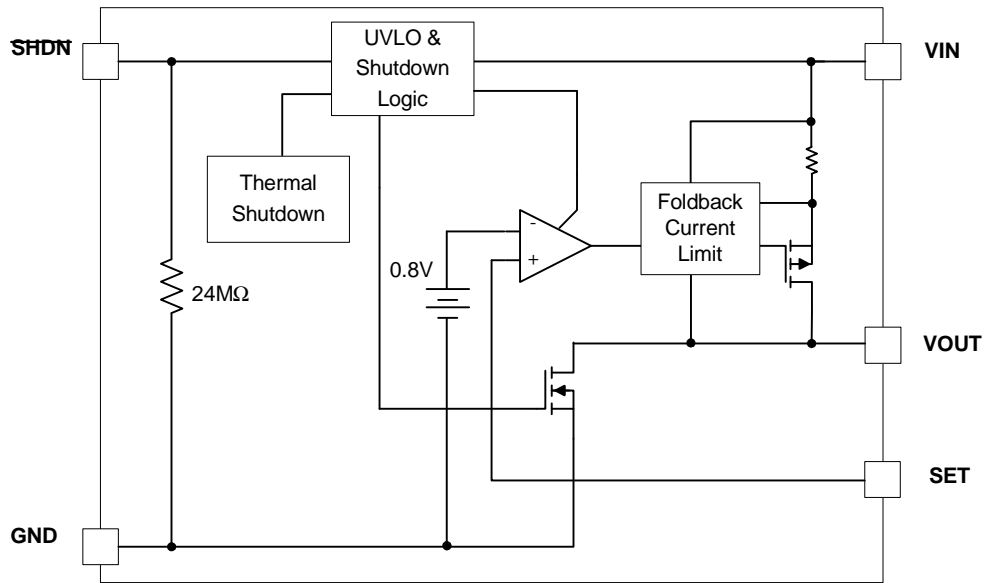 SHDN
UVLO &
Shutdown
Logic
VIN
Thermal
Shutdown
Foldback
Current
Limit
-
+
0.8V
24MΩ
VOUT
SET
GND